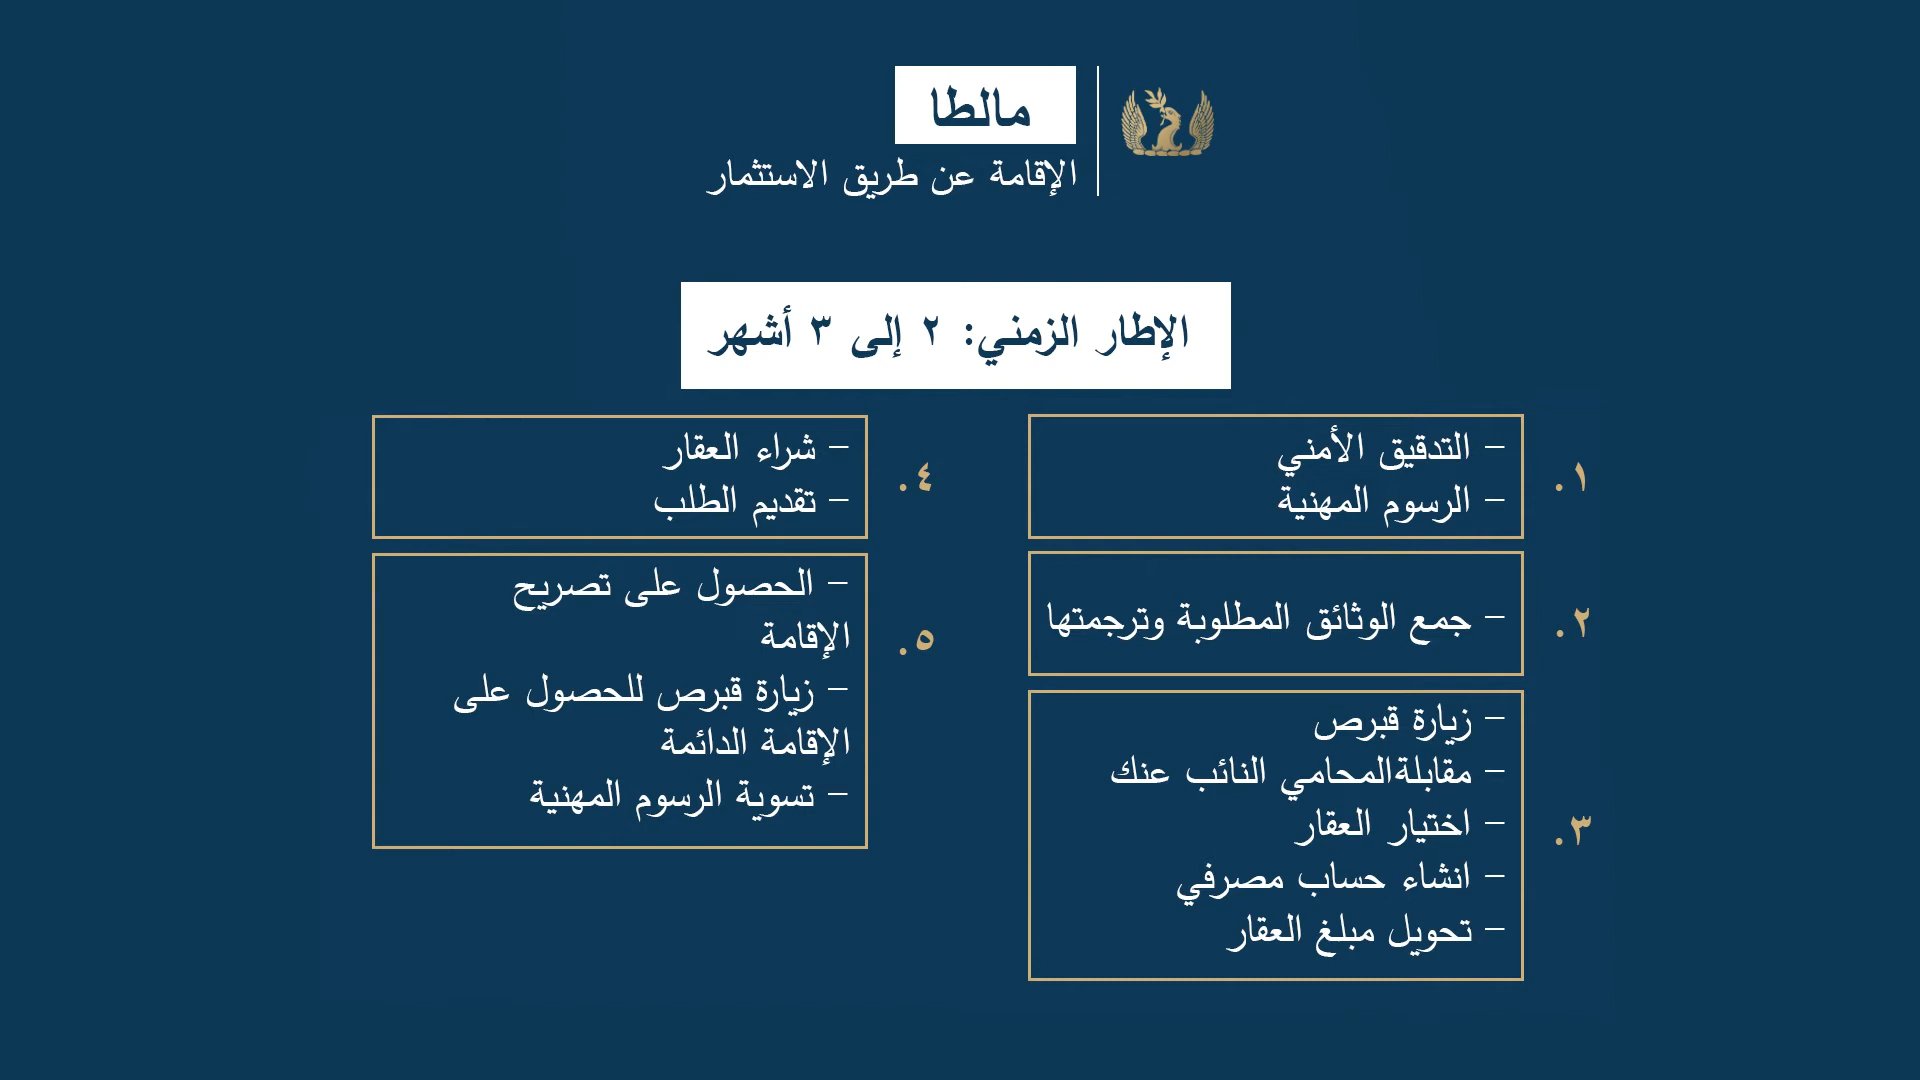 مالطا
الإقامة عن طريق الاستثمار
الإطار الزمني: ٢ إلى ٣ أشهر
١.
– التدقيق الأمني
– الرسوم المهنية
٢.
– جمع الوثائق المطلوبة وترجمتها
٣.
– زيارة قبرص
– مقابلةالمحامي النائب عنك
– اختيار العقار
– انشاء حساب مصرفي
– تحويل مبلغ العقار
٤.
– شراء العقار
– تقديم الطلب
٥.
– الحصول على تصريح
الإقامة
– زيارة قبرص للحصول على
الإقامة الدائمة
– تسوية الرسوم المهنية